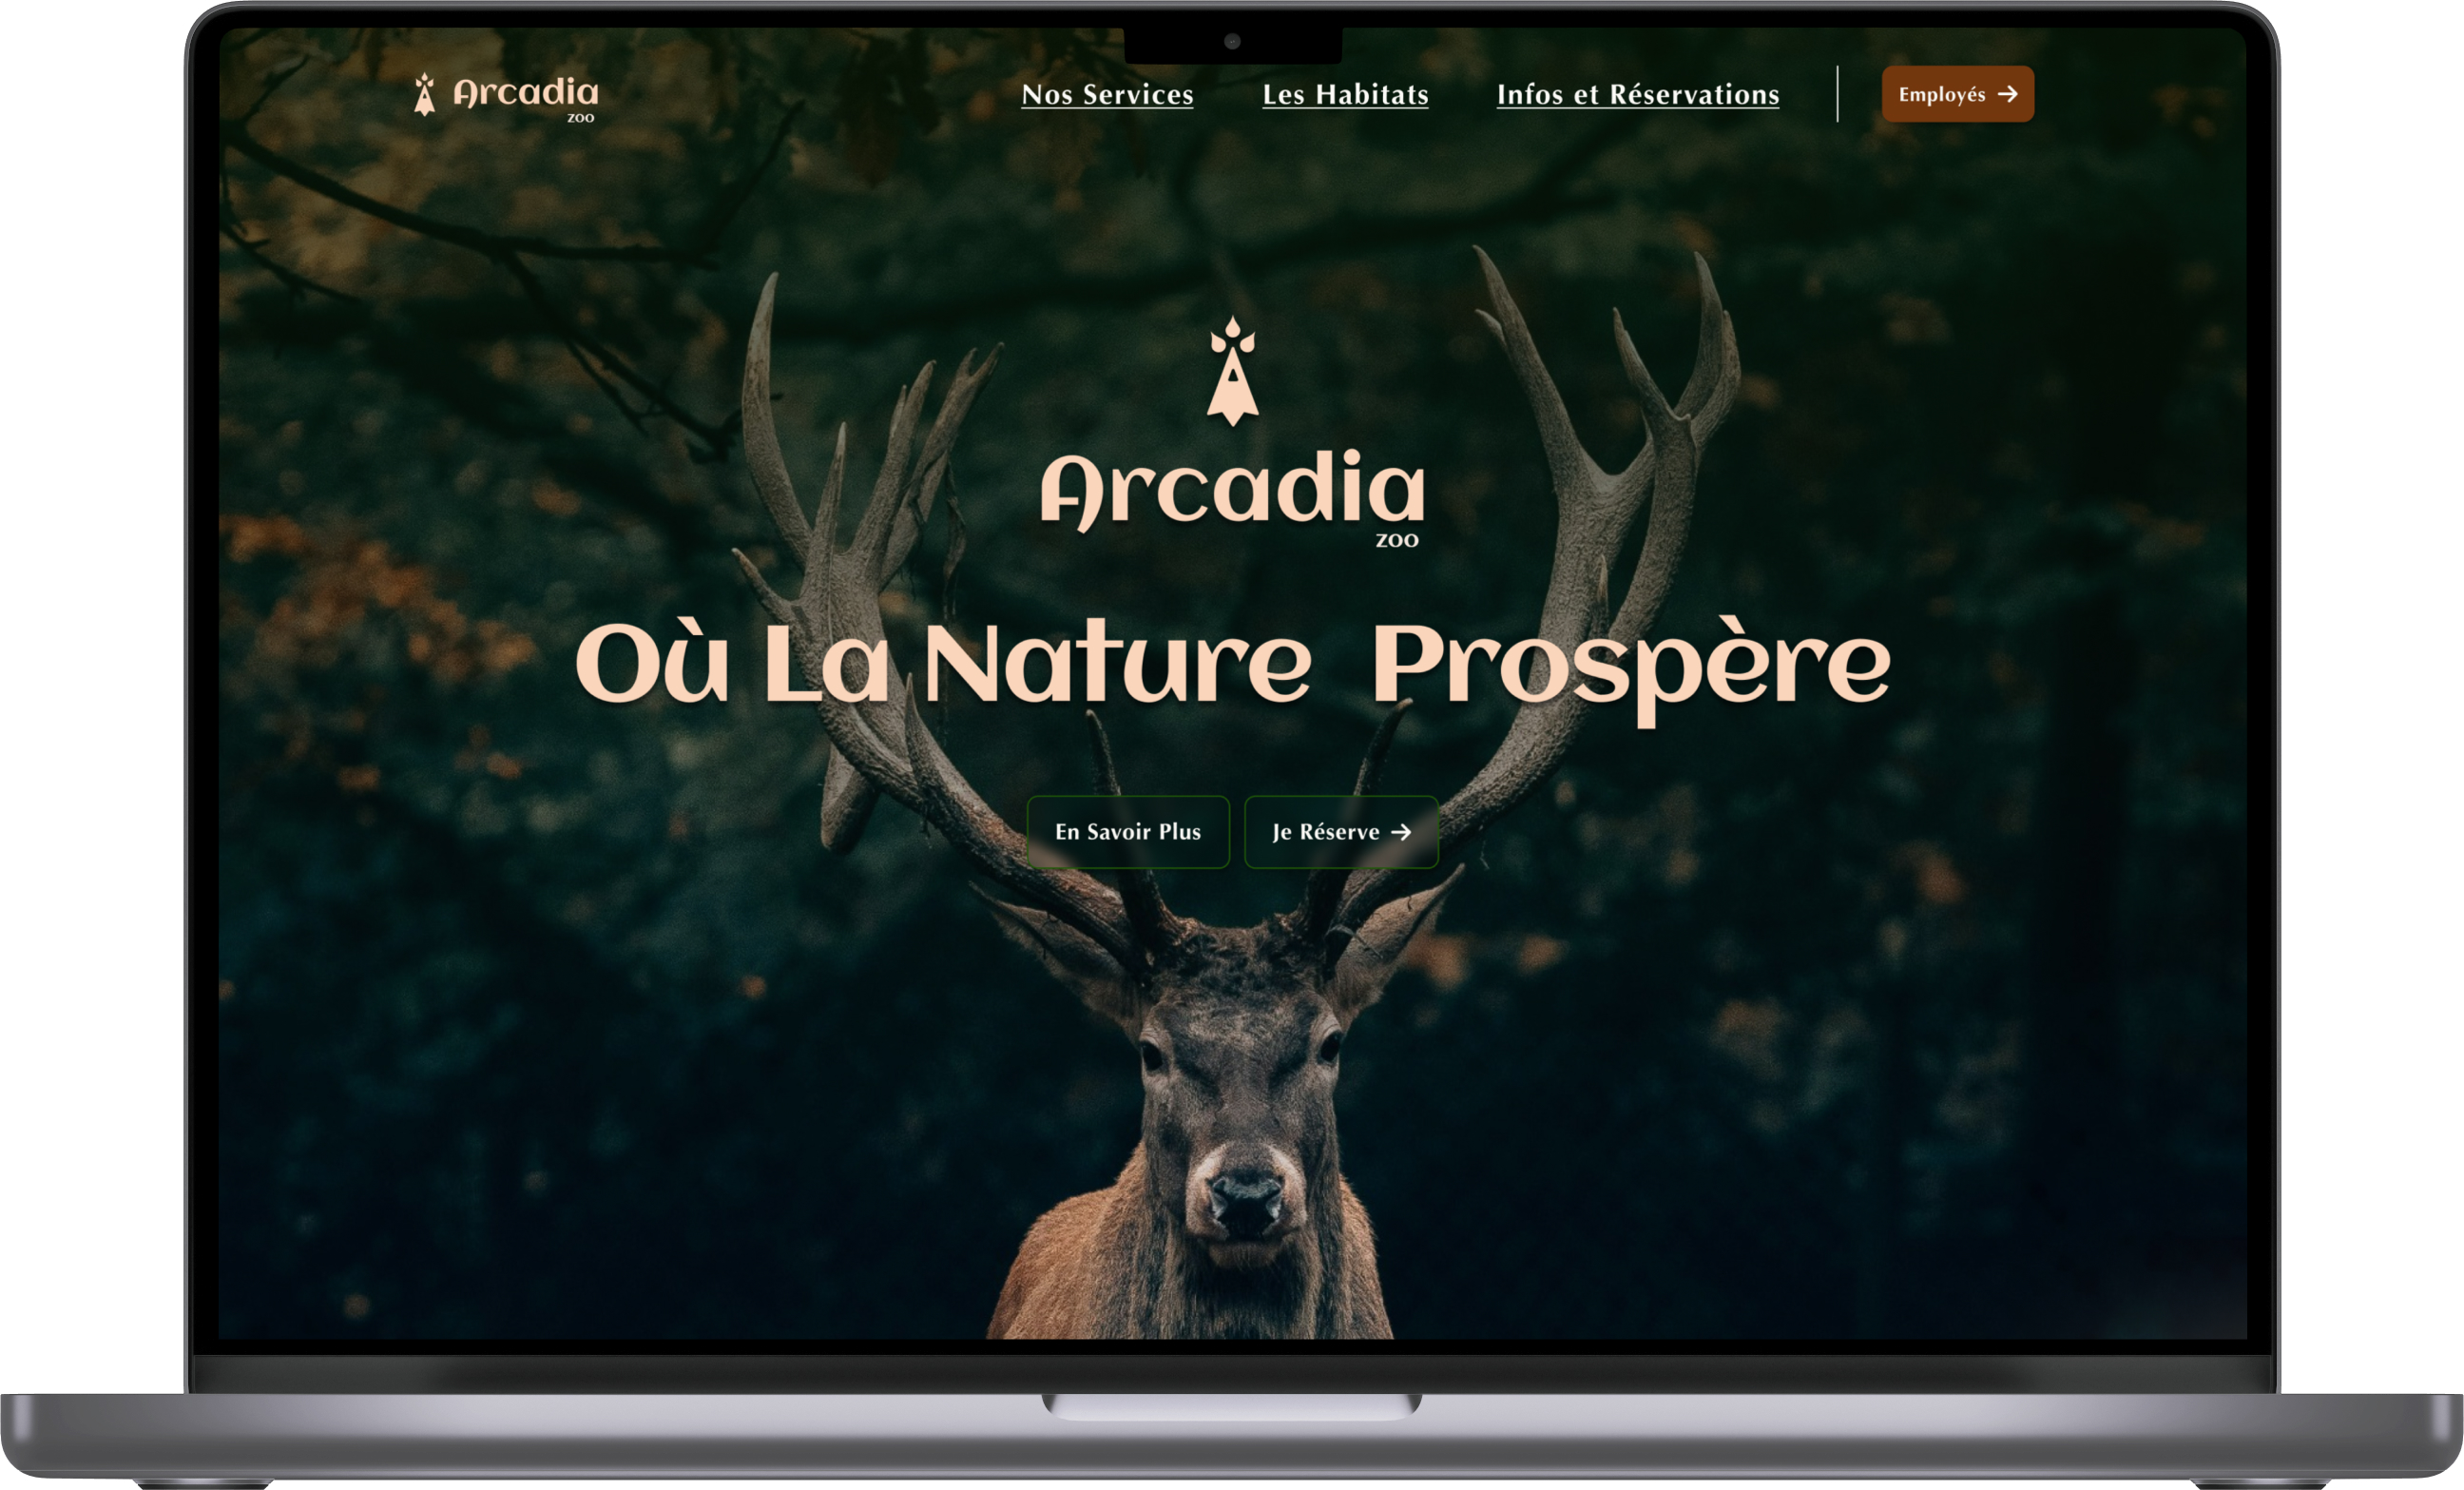 Arcadia
zoo
Nos Services
Les Habitats
Infos et Réservations
Employés →
Arcadia
zoo
Où La Nature Prospère
En Savoir Plus
Je Réserve →